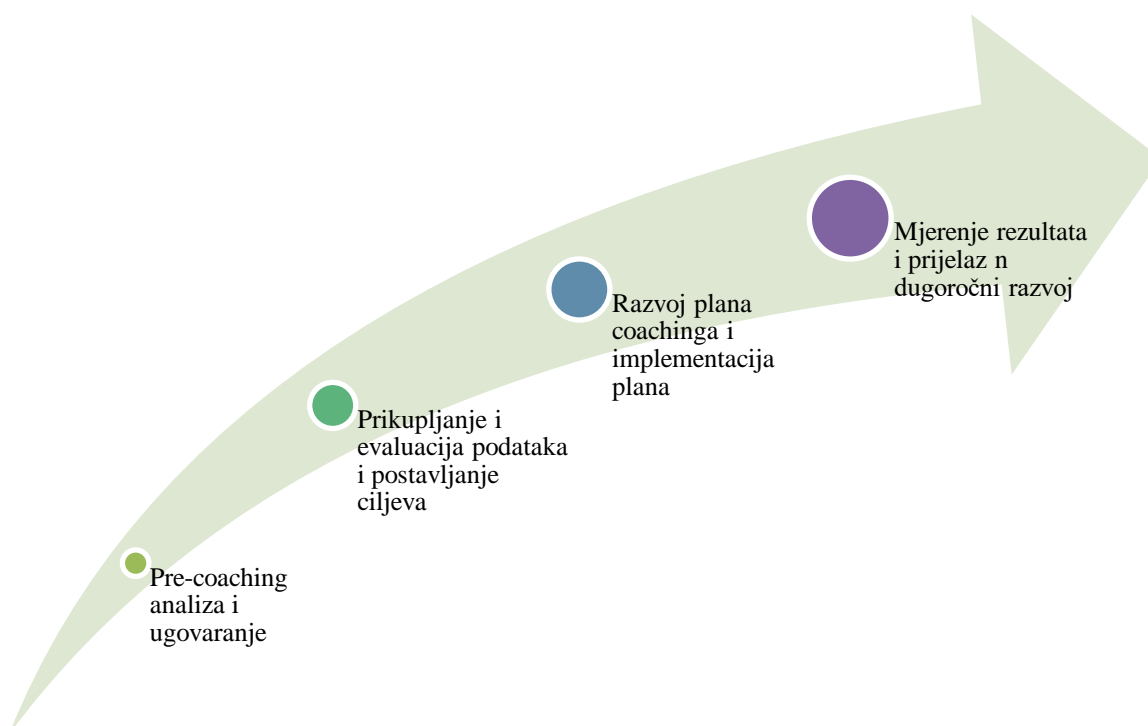 Pre-coaching
analiza i
ugovaranje
Prikupljanje i
evaluacija podataka
i postavljanje
ciljeva
Razvoj plana
coachinga i
implementacija
plana
Mjerenje rezultata
i prijelaz n
dugoročni razvoj